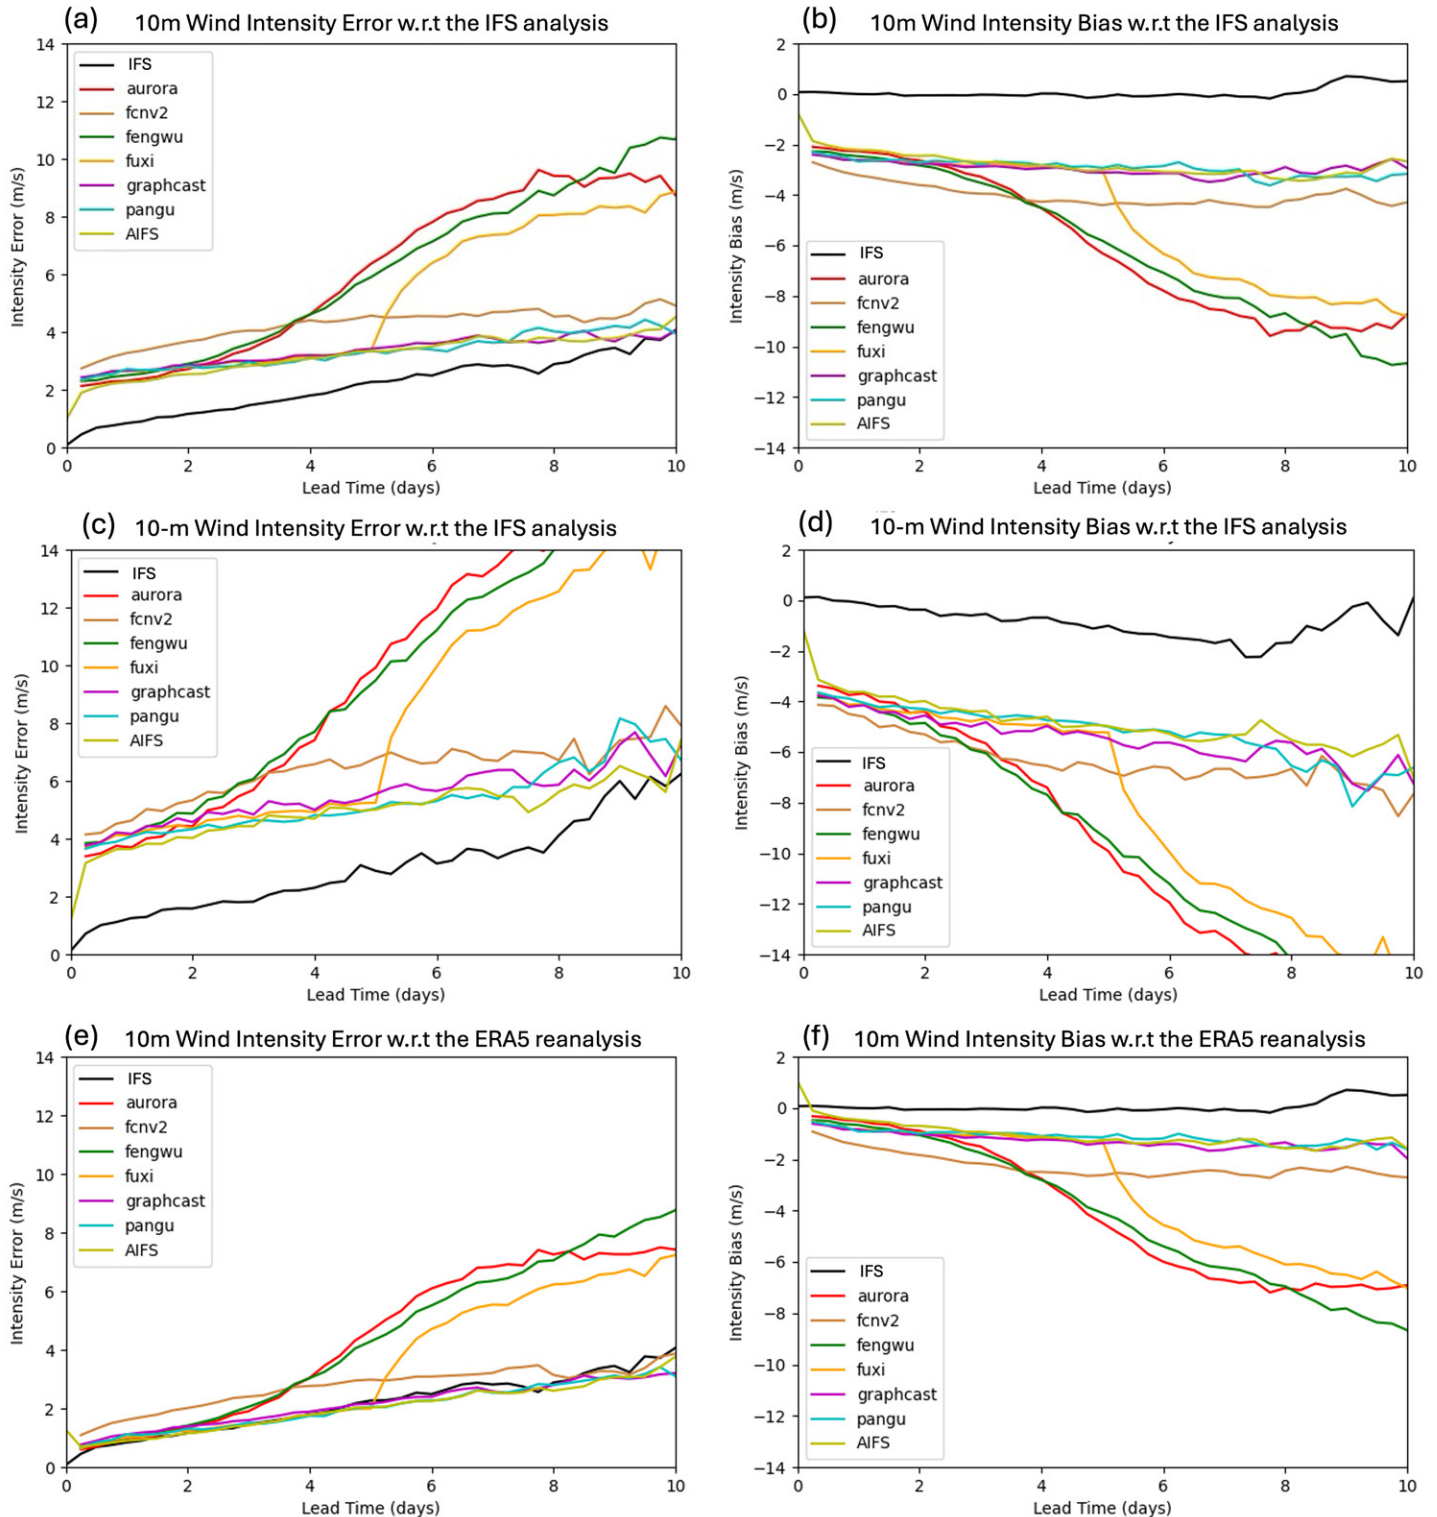 (a) 10m Wind Intensity Error w.r.t the IFS analysis
14
12
10
8
6
4
2
0
Intensity Error (m/s)
IFS
aurora
fcnv2
fengwu
fuxi
graphcast
pangu
AIFS
0 2 4 6 8 10
Lead Time (days)
(b) 10m Wind Intensity Bias w.r.t the IFS analysis
2
0
−2
−4
−6
−8
−10
−12
−14
Intensity Bias (m/s)
IFS
aurora
fcnv2
fengwu
fuxi
graphcast
pangu
AIFS
0 2 4 6 8 10
Lead Time (days)
(c) 10-m Wind Intensity Error w.r.t the IFS analysis
14
12
10
8
6
4
2
0
Intensity Error (m/s)
IFS
aurora
fcnv2
fengwu
fuxi
graphcast
pangu
AIFS
0 2 4 6 8 10
Lead Time (days)
(d) 10-m Wind Intensity Bias w.r.t the IFS analysis
2
0
−2
−4
−6
−8
−10
−12
−14
Intensity Bias (m/s)
IFS
aurora
fcnv2
fengwu
fuxi
graphcast
pangu
AIFS
0 2 4 6 8 10
Lead Time (days)
(e) 10m Wind Intensity Error w.r.t the ERA5 reanalysis
14
12
10
8
6
4
2
0
Intensity Error (m/s)
IFS
aurora
fcnv2
fengwu
fuxi
graphcast
pangu
AIFS
0 2 4 6 8 10
Lead Time (days)
(f) 10m Wind Intensity Bias w.r.t the ERA5 reanalysis
2
0
−2
−4
−6
−8
−10
−12
−14
Intensity Bias (m/s)
IFS
aurora
fcnv2
fengwu
fuxi
graphcast
pangu
AIFS
0 2 4 6 8 10
Lead Time (days)